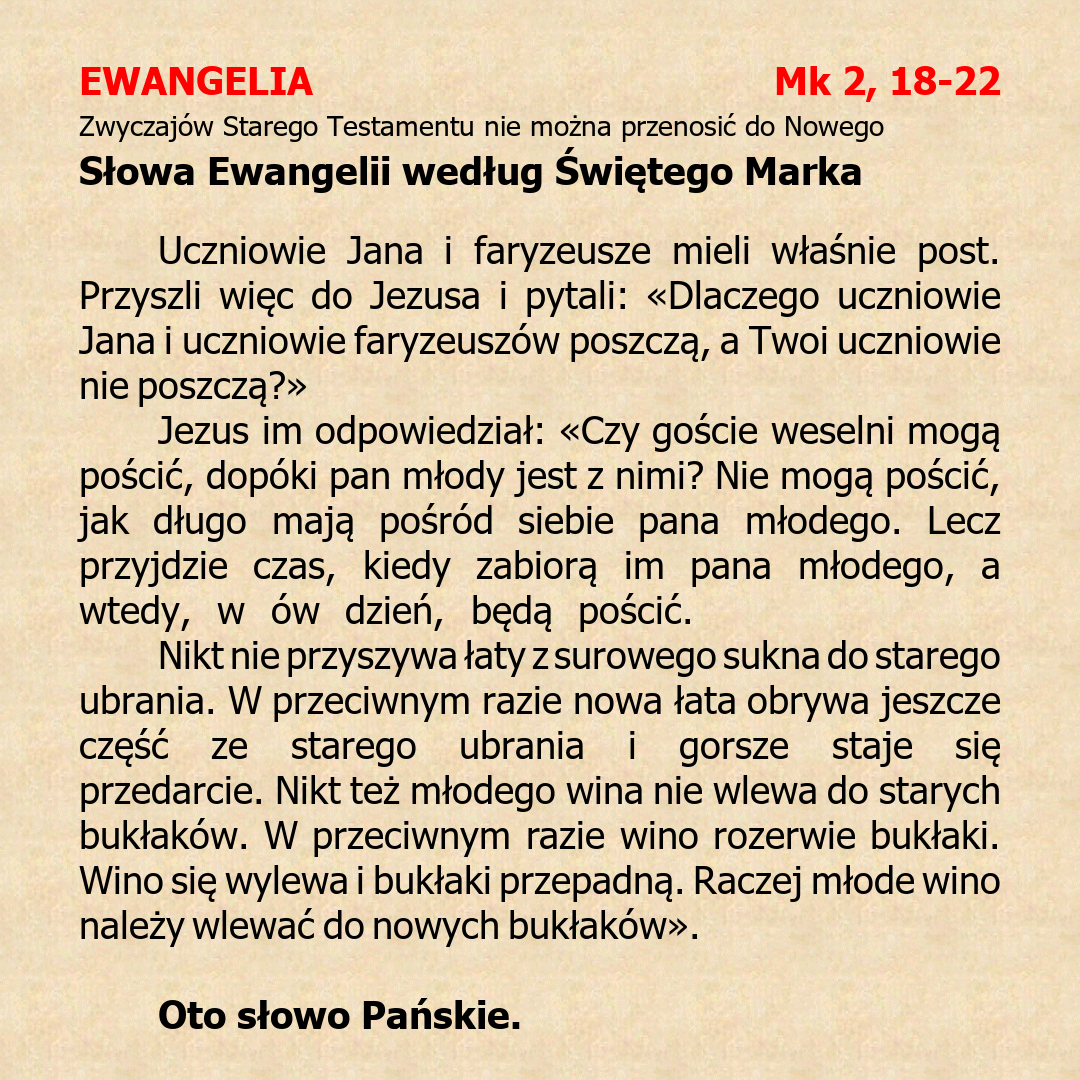 EWANGELIA Mk 2, 18-22
Zwyczajów Starego Testamentu nie można przenosić do Nowego
Słowa Ewangelii według Świętego Marka
Uczniowie Jana i faryzeusze mieli właśnie post.
Przyszli więc do Jezusa i pytali: «Dlaczego uczniowie
Jana i uczniowie faryzeuszów poszczą, a Twoi uczniowie
nie poszczą?»
Jezus im odpowiedział: «Czy goście weselni mogą
pościć, dopóki pan młody jest z nimi? Nie mogą pościć,
jak długo mają pośród siebie pana młodego. Lecz
przyjdzie czas, kiedy zabiorą im pana młodego, a
wtedy, w ów dzień, będą pościć.
Nikt nie przyszywa łaty z surowego sukna do starego
ubrania. W przeciwnym razie nowa łata obrywa jeszcze
część ze starego ubrania i gorsze staje się
przedarcie. Nikt też młodego wina nie wlewa do starych
bukłaków. W przeciwnym razie wino rozerwie bukłaki.
Wino się wylewa i bukłaki przepadną. Raczej młode wino
należy wlewać do nowych bukłaków».
Oto słowo Pańskie.